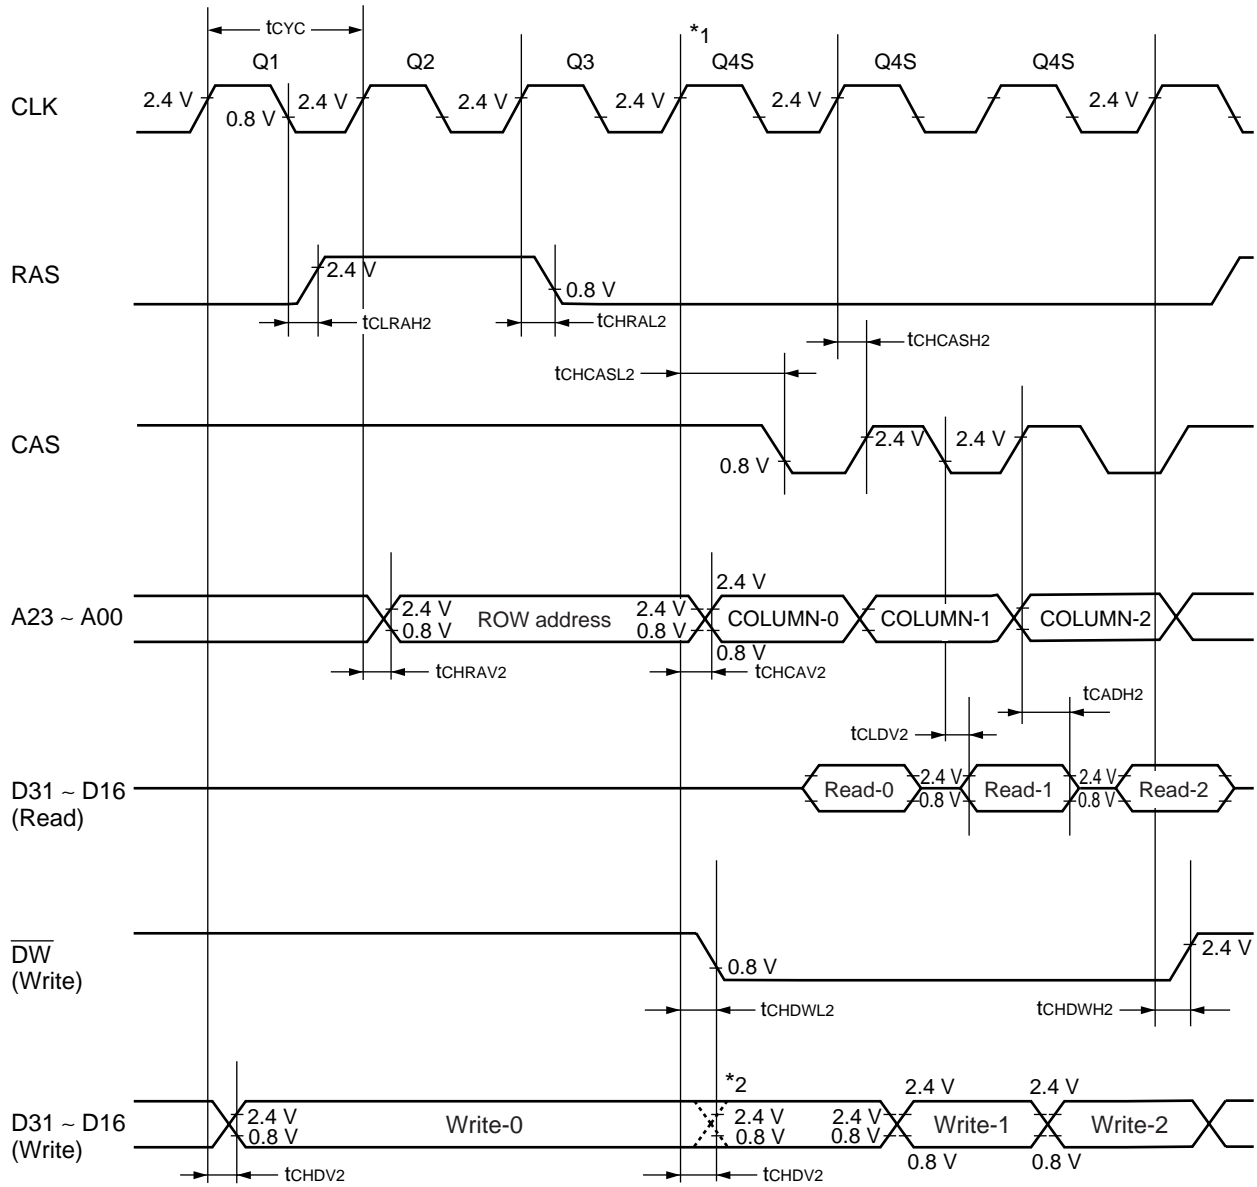 tCYC
*1
Q1 Q2 Q3 Q4S Q4S Q4S
CLK
2.4 V 0.8 V 2.4 V 2.4 V 2.4 V 2.4 V 2.4 V
RAS
2.4 V
0.8 V
tCLRAH2
tCHRAL2
tCHCASH2
tCHCASL2
CAS
0.8 V
2.4 V
2.4 V
2.4 V
A23 ~ A00
2.4 V
0.8 V
ROW address
2.4 V
0.8 V
COLUMN-0
COLUMN-1
COLUMN-2
0.8 V
tCHRAV2
tCHCAV2
tCADH2
tCLDV2
D31 ~ D16
(Read)
Read-0
2.4 V
0.8 V
Read-1
2.4 V
0.8 V
Read-2
DW
(Write)
0.8 V
2.4 V
tCHDWL2
tCHDWH2
*2
D31 ~ D16
(Write)
2.4 V
0.8 V
Write-0
2.4 V
0.8 V
2.4 V
0.8 V
2.4 V
2.4 V
Write-1
Write-2
0.8 V
0.8 V
tCHDV2
tCHDV2